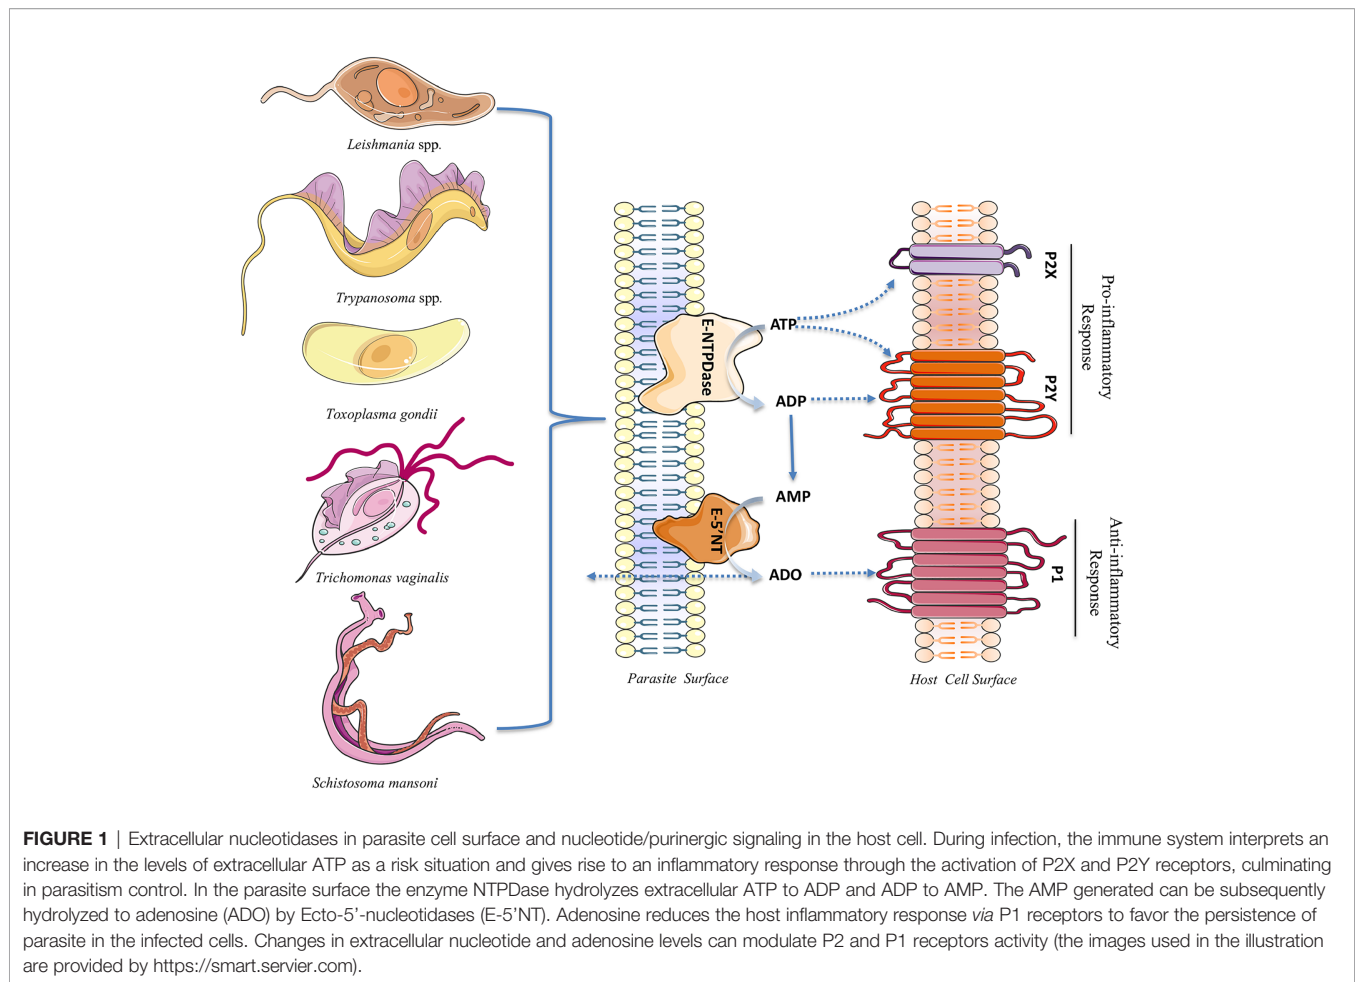 Leishmania spp.
Trypanosoma spp.
Toxoplasma gondii
Trichomonas vaginalis
Schistosoma mansoni
E-NTPDase
ATP
ADP
AMP
E-5’NT
ADO
Parasite Surface
P2X
P2Y
Pro-inflammatory
Response
P1
Anti-inflammatory
Response
Host Cell Surface
FIGURE 1 | Extracellular nucleotidases in parasite cell surface and nucleotide/purinergic signaling in the host cell. During infection, the immune system interprets an
increase in the levels of extracellular ATP as a risk situation and gives rise to an inflammatory response through the activation of P2X and P2Y receptors, culminating
in parasitism control. In the parasite surface the enzyme NTPDase hydrolyzes extracellular ATP to ADP and ADP to AMP. The AMP generated can be subsequently
hydrolyzed to adenosine (ADO) by Ecto-5’-nucleotidases (E-5’NT). Adenosine reduces the host inflammatory response via P1 receptors to favor the persistence of
parasite in the infected cells. Changes in extracellular nucleotide and adenosine levels can modulate P2 and P1 receptors activity (the images used in the illustration
are provided by https://smart.servier.com).